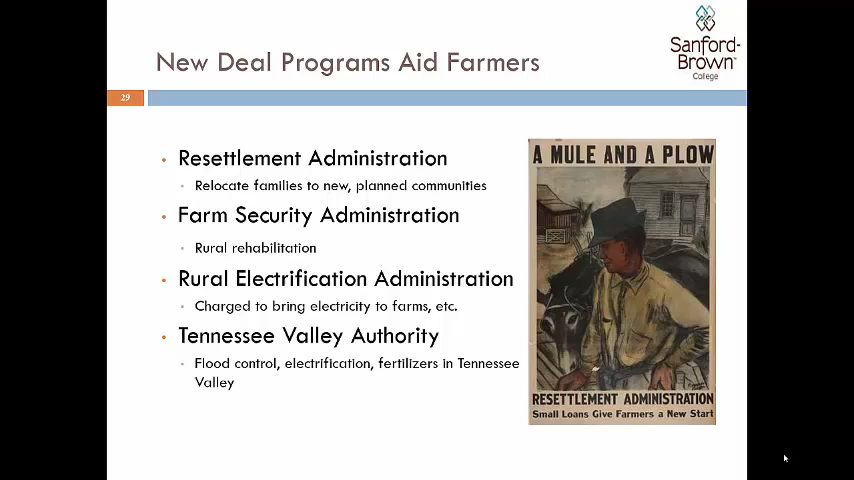 New Deal Programs Aid Farmers
Sanford-
Brown™
College
29
• Resettlement Administration
• Relocate families to new, planned communities
• Farm Security Administration
• Rural rehabilitation
• Rural Electrification Administration
• Charged to bring electricity to farms, etc.
• Tennessee Valley Authority
• Flood control, electrification, fertilizers in Tennessee
Valley
A MULE AND A PLOW
RESETTLEMENT ADMINISTRATION
Small Loans Give Farmers a New Start